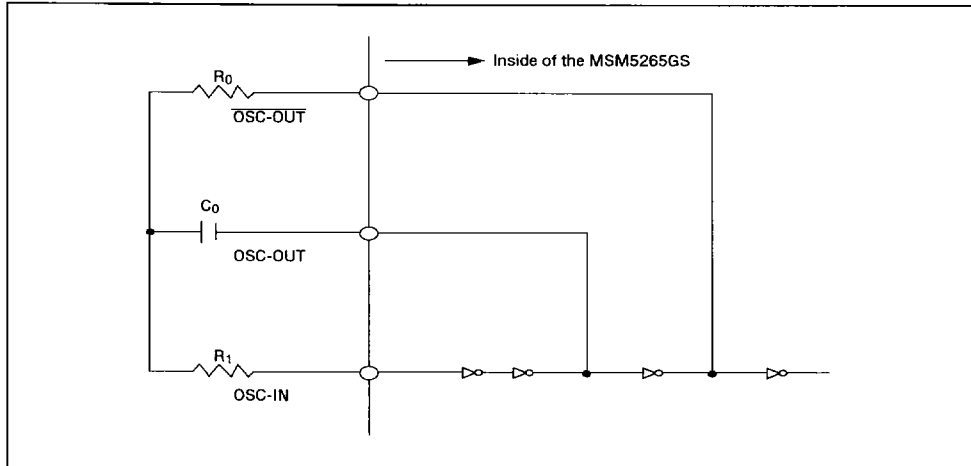 Inside of the MSM5265GS
R0
OSC-OUT
C0
OSC-OUT
R1
OSC-IN